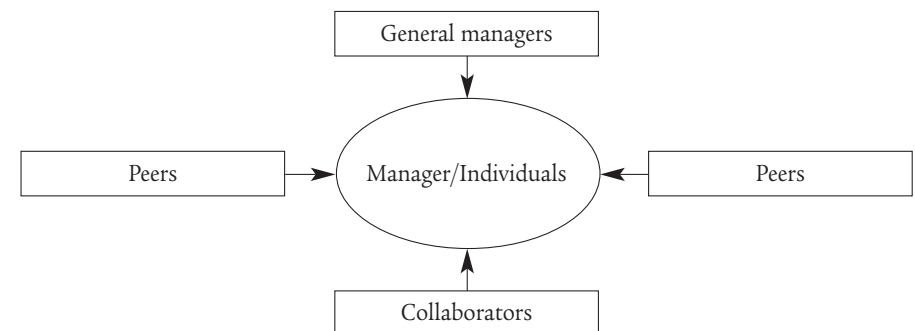 General managers
Peers
Manager/Individuals
Peers
Collaborators